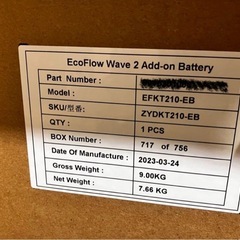 EcoFlow Wave 2 Add-on Battery
Part Number :
Model : EFKT210-EB
SKU/型番 : ZYDKT210-EB
QTY : 1 PCS
BOX Number : 717 of 756
Date Of Manufacture : 2023-03-24
Gross Weight : 9.00KG
Net Weight : 7.66 KG